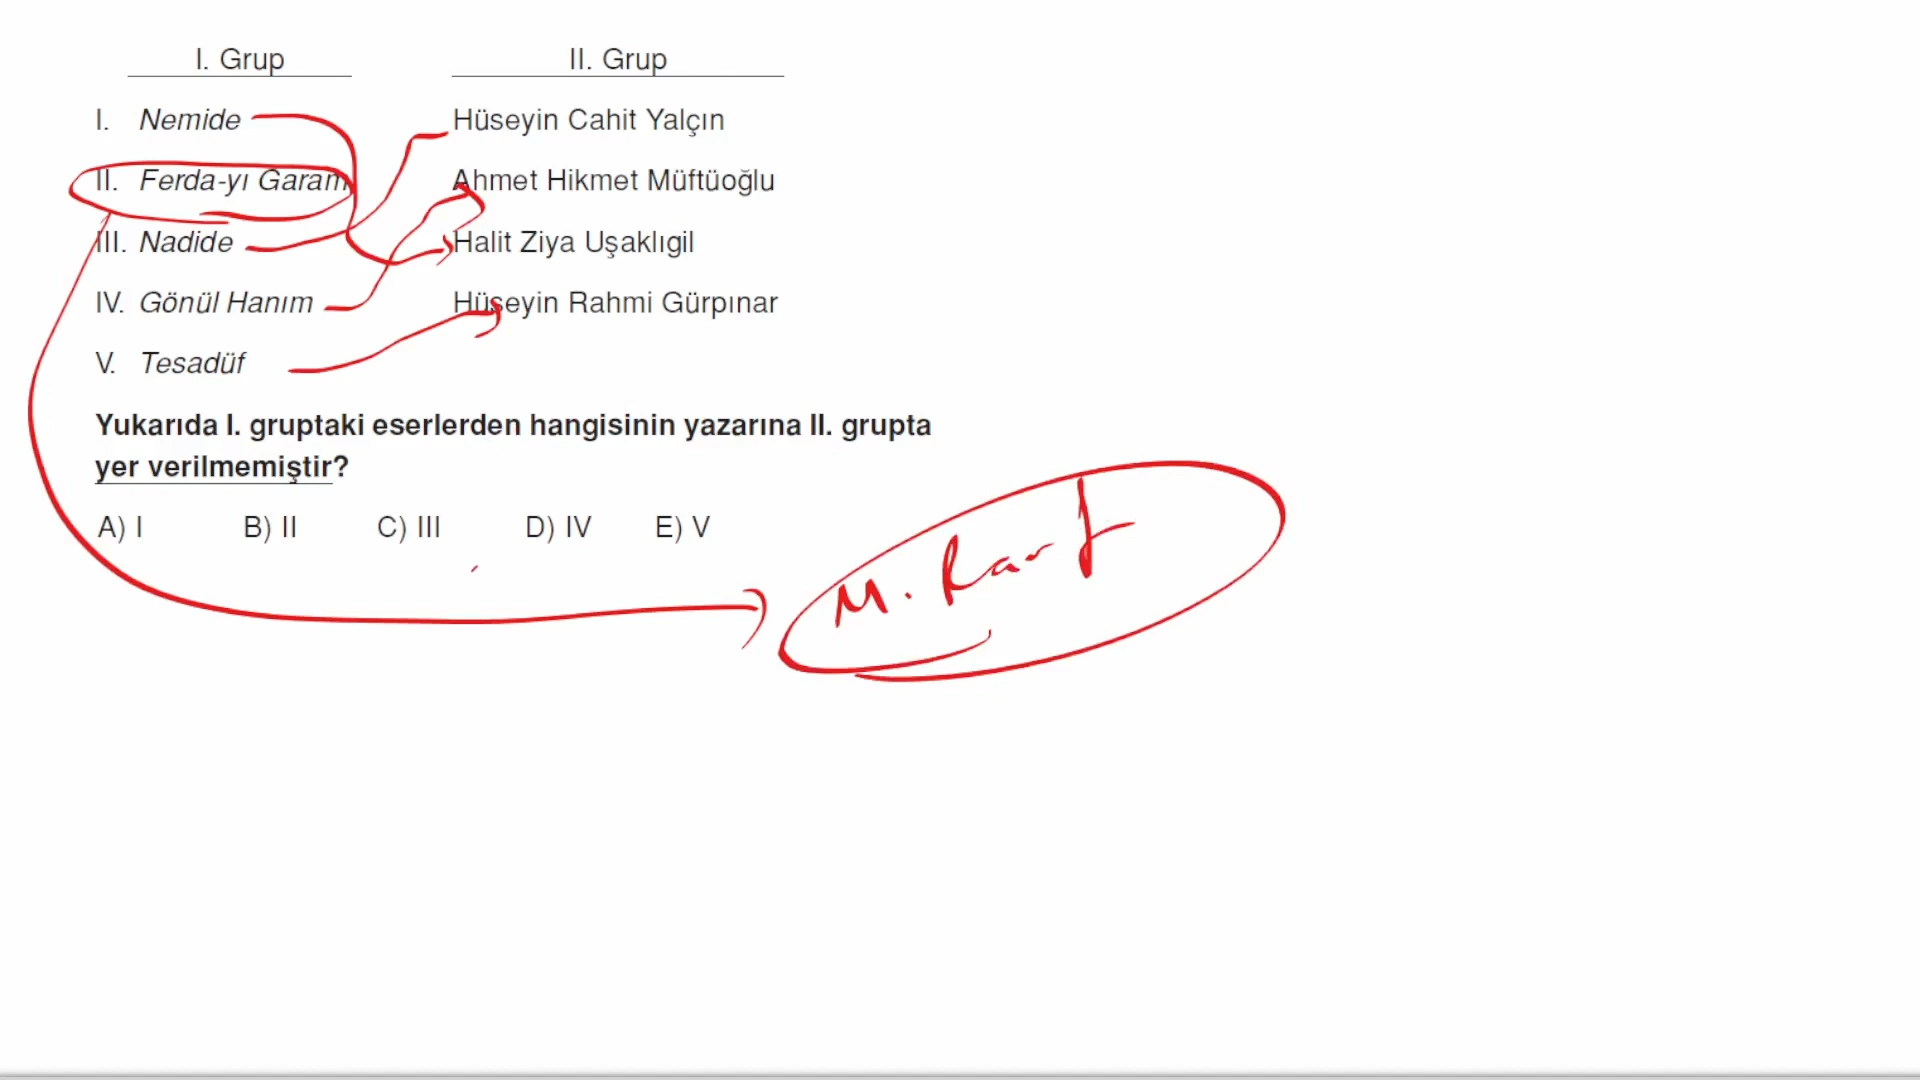 I. Grup II. Grup
I. Nemide Hüseyin Cahit Yalçın
II. Ferda-yı Garam Ahmet Hikmet Müftüoğlu
III. Nadide Halit Ziya Uşaklıgil
IV. Gönül Hanım Hüseyin Rahmi Gürpınar
V. Tesadüf
Yukarıda I. gruptaki eserlerden hangisinin yazarına II. grupta
yer verilmemiştir?
A) I B) II C) III D) IV E) V
M. Rauf